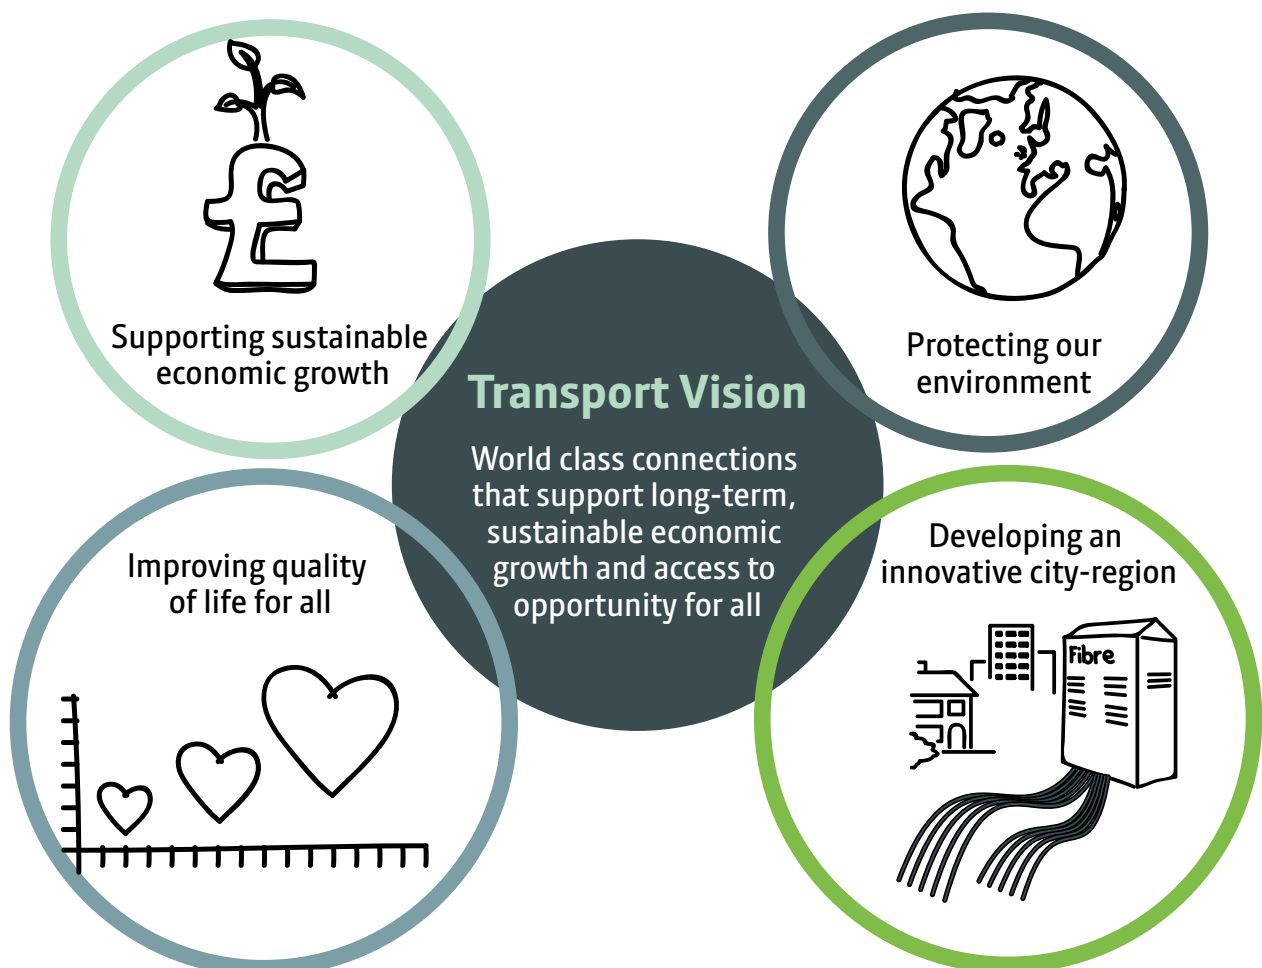 Supporting sustainable
economic growth
Protecting our
environment
Transport Vision
World class connections
that support long-term,
sustainable economic
growth and access to
opportunity for all
Improving quality
of life for all
Developing an
innovative city-region
Fibre